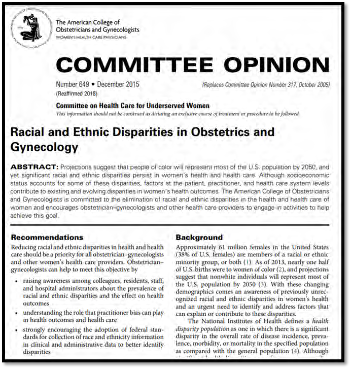 The American College of
Obstetricians and Gynecologists
WOMEN'S HEALTH CARE PHYSICIANS
COMMITTEE OPINION
Number 649 • December 2015
(Replaces Committee Opinion Number 317, October 2005)
(Reaffirmed 2018)
Committee on Health Care for Underserved Women
This information should not be construed as dictating an exclusive course of treatment or procedure to be followed.
Racial and Ethnic Disparities in Obstetrics and
Gynecology
ABSTRACT: Projections suggest that people of color will represent most of the U.S. population by 2050, and
yet significant racial and ethnic disparities persist in women's health and health care. Although socioeconomic
status accounts for some of these disparities, factors at the patient, practitioner, and health care system levels
contribute to existing and evolving disparities in women's health outcomes. The American College of Obstetricians
and Gynecologists is committed to the elimination of racial and ethnic disparities in the health and health care of
women and encourages obstetrician–gynecologists and other health care providers to engage in activities to help
achieve this goal.
Recommendations
Reducing racial and ethnic disparities in health and health
care should be a priority for all obstetrician–gynecologists
and other women's health care providers. Obstetrician–
gynecologists can help to meet this objective by
• raising awareness among colleagues, residents, staff,
and hospital administrators about the prevalence of
racial and ethnic disparities and the effect on health
outcomes
• understanding the role that practitioner bias can play
in health outcomes and health care
• strongly encouraging the adoption of federal stan-
dards for collection of race and ethnicity information
in clinical and administrative data to better identify
disparities
Background
Approximately 61 million females in the United States
(38% of U.S. females) are members of a racial or ethnic
minority group, or both (1). As of 2013, nearly one half
of U.S. births were to women of color (2), and projections
suggest that nonwhite individuals will represent most of
the U.S. population by 2050 (3). With these changing
demographics comes an awareness of previously unrec-
ognized racial and ethnic disparities in women's health
and an urgent need to identify and address factors that
can explain or contribute to these disparities.
The National Institutes of Health defines a health
disparity population as one in which there is a significant
disparity in the overall rate of disease incidence, preva-
lence, morbidity, or mortality in the specified population
as compared with the general population (4). Although